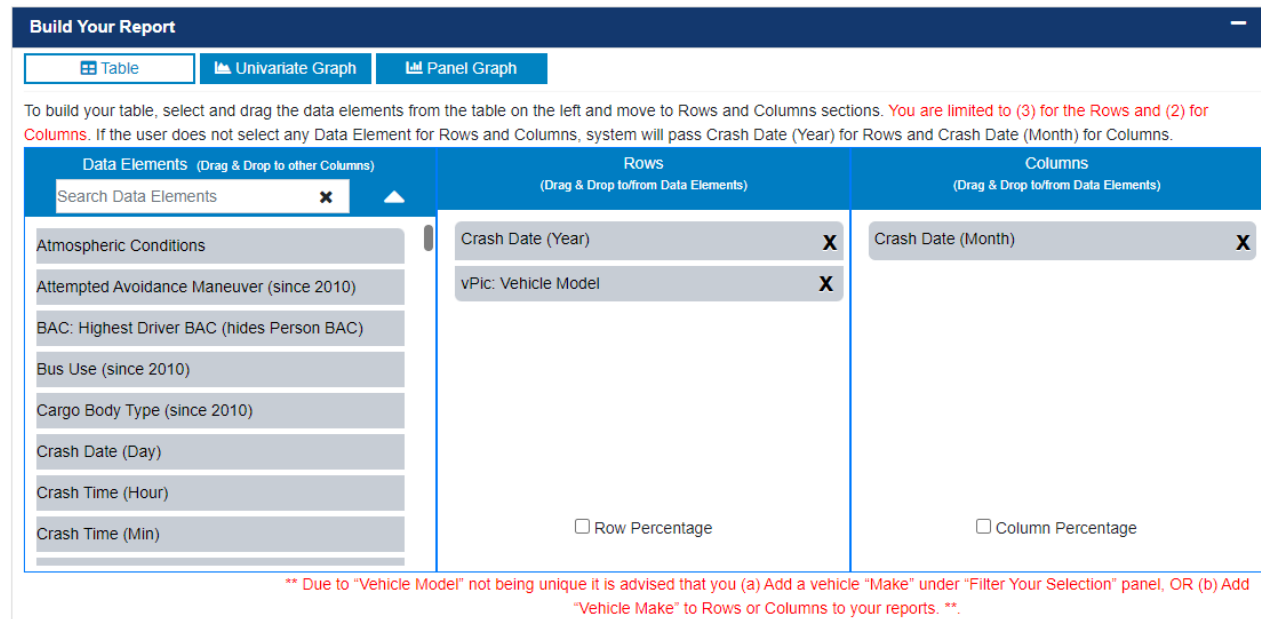 Build Your Report
Table
Univariate Graph
Panel Graph
To build your table, select and drag the data elements from the table on the left and move to Rows and Columns sections. You are limited to (3) for the Rows and (2) for
Columns. If the user does not select any Data Element for Rows and Columns, system will pass Crash Date (Year) for Rows and Crash Date (Month) for Columns.
Data Elements (Drag & Drop to other Columns)
Search Data Elements
Atmospheric Conditions
Attempted Avoidance Maneuver (since 2010)
BAC: Highest Driver BAC (hides Person BAC)
Bus Use (since 2010)
Cargo Body Type (since 2010)
Crash Date (Day)
Crash Time (Hour)
Crash Time (Min)
Rows
(Drag & Drop to/from Data Elements)
Crash Date (Year) X
vPic: Vehicle Model X
Row Percentage
Columns
(Drag & Drop to/from Data Elements)
Crash Date (Month) X
Column Percentage
** Due to “Vehicle Model” not being unique it is advised that you (a) Add a vehicle “Make” under “Filter Your Selection” panel, OR (b) Add
“Vehicle Make” to Rows or Columns to your reports. **.